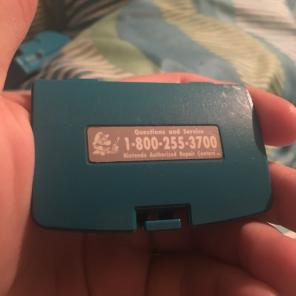 Questions and Service
1-800-255-3700
Nintendo Authorized Repair Centers